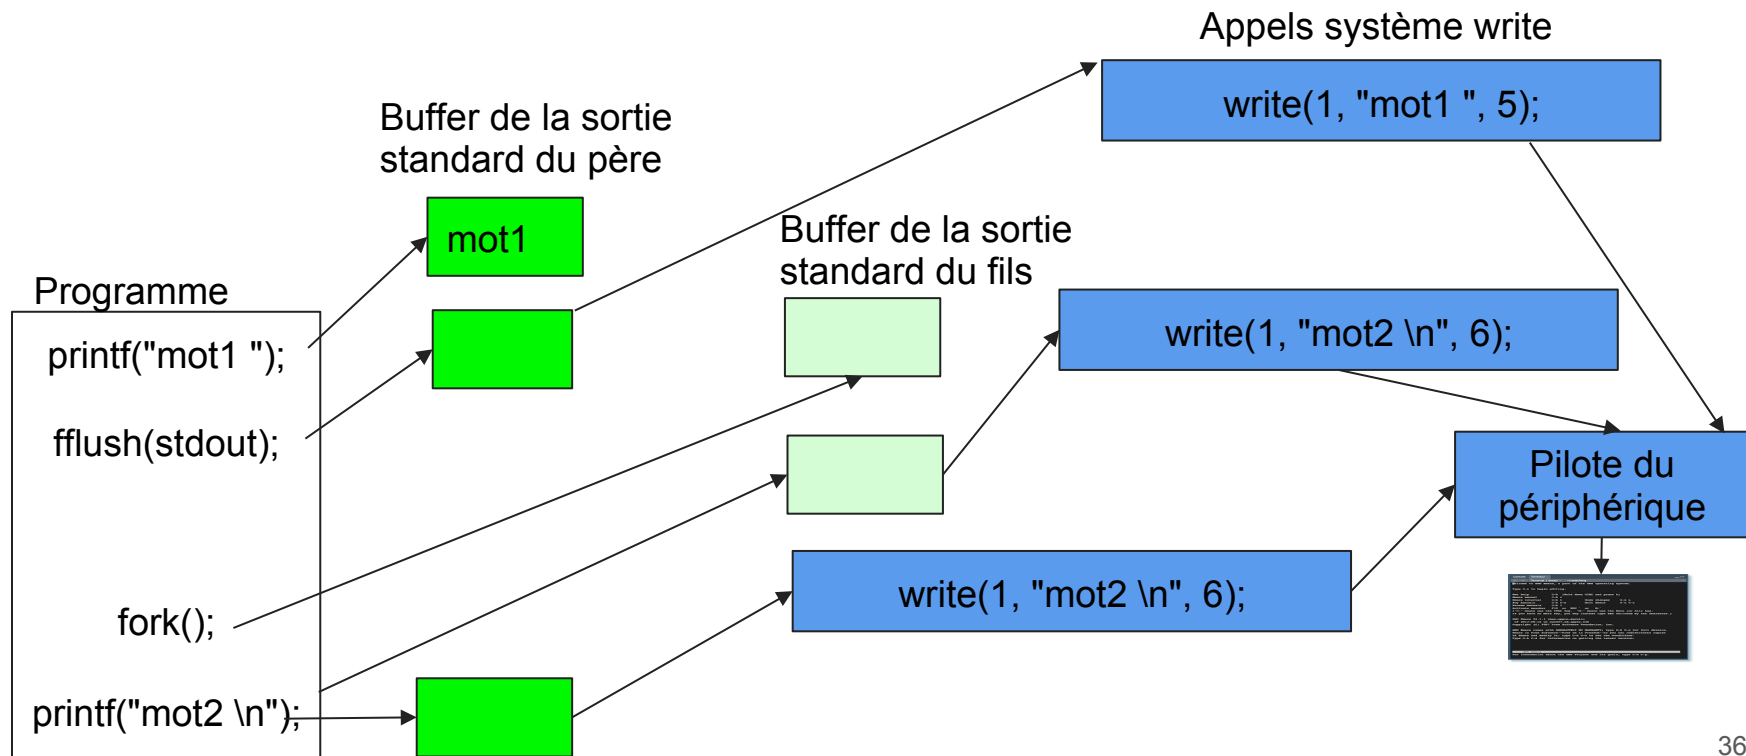 Appels système write
write(1, "mot1 ", 5);
Buffer de la sortie
standard du père
mot1
Buffer de la sortie
standard du fils
Programme
printf("mot1 ");
write(1, "mot2 \n", 6);
fflush(stdout);
Pilote du
périphérique
write(1, "mot2 \n", 6);
fork();
printf("mot2 \n");
36